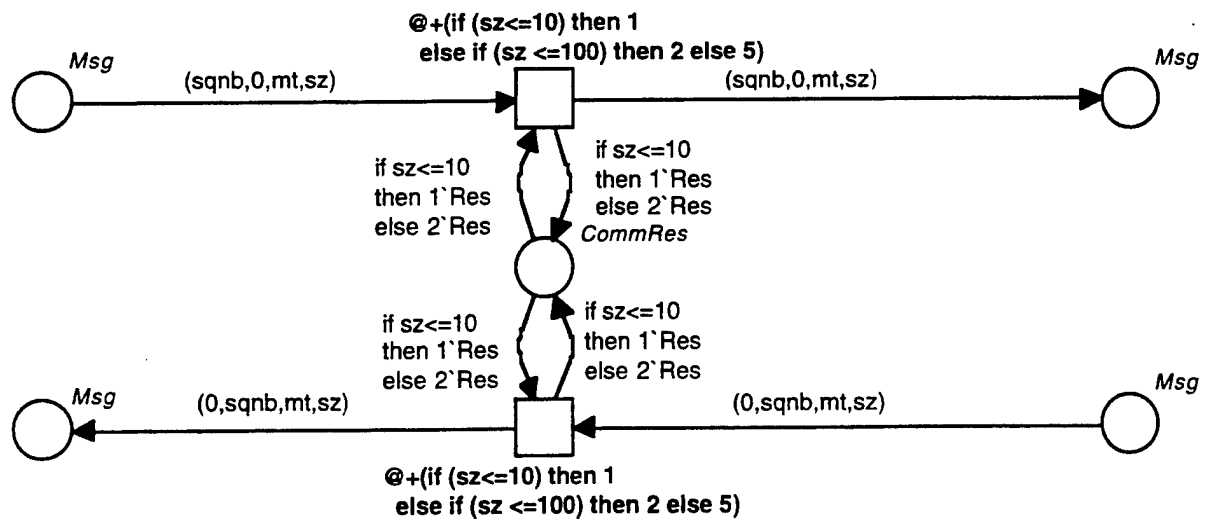 @+(if (sz<=10) then 1
else if (sz <=100) then 2 else 5)
Msg
Msg
(sqnb,0,mt,sz)
(sqnb,0,mt,sz)
if sz<=10
then 1`Res
else 2`Res
if sz<=10
then 1`Res
else 2`Res
CommRes
if sz<=10
then 1`Res
else 2`Res
if sz<=10
then 1`Res
else 2`Res
Msg
Msg
(0,sqnb,mt,sz)
(0,sqnb,mt,sz)
@+(if (sz<=10) then 1
else if (sz <=100) then 2 else 5)